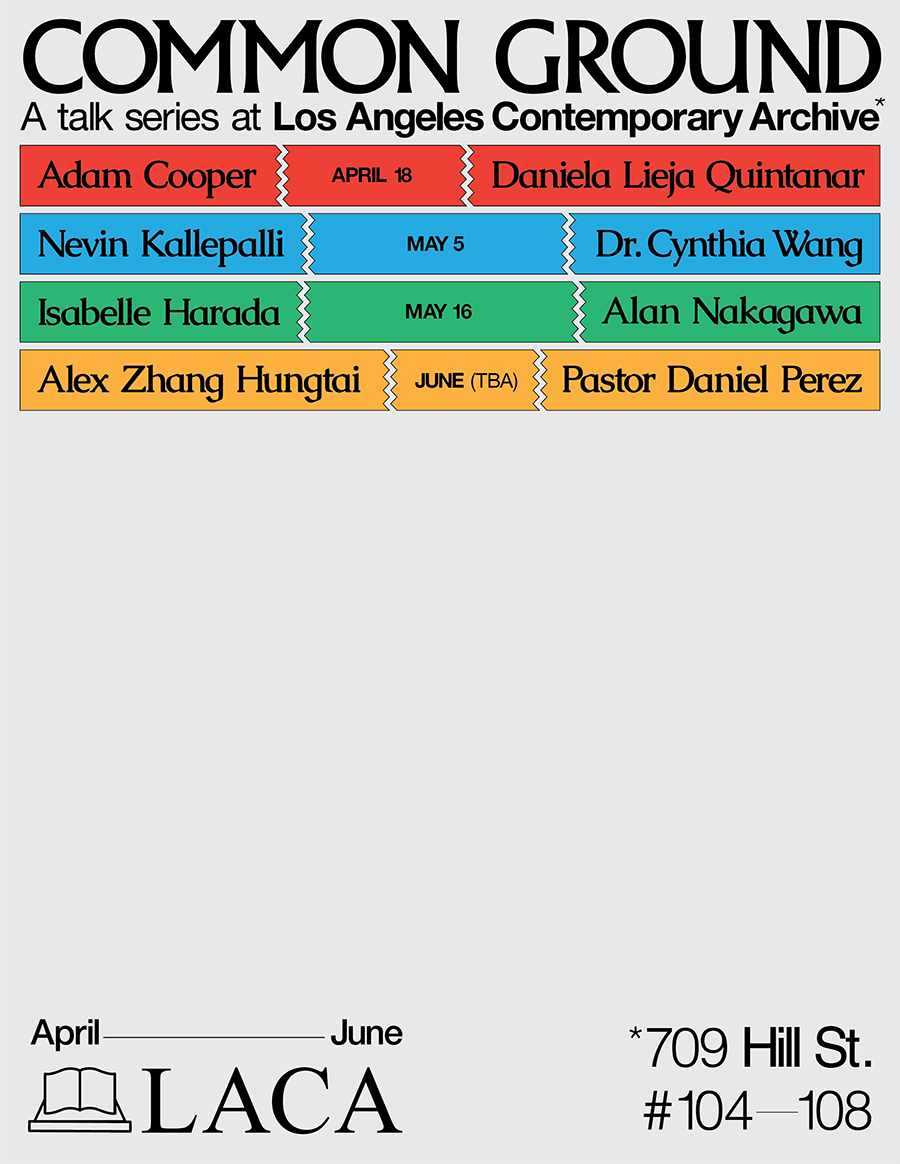 COMMON GROUND
A talk series at Los Angeles Contemporary Archive*
Adam Cooper APRIL 18 Daniela Lieja Quintanar
Nevin Kallepalli MAY 5 Dr. Cynthia Wang
Isabelle Harada MAY 16 Alan Nakagawa
Alex Zhang Hungtai JUNE (TBA) Pastor Daniel Perez
April — June
LACA
*709 Hill St.
#104—108